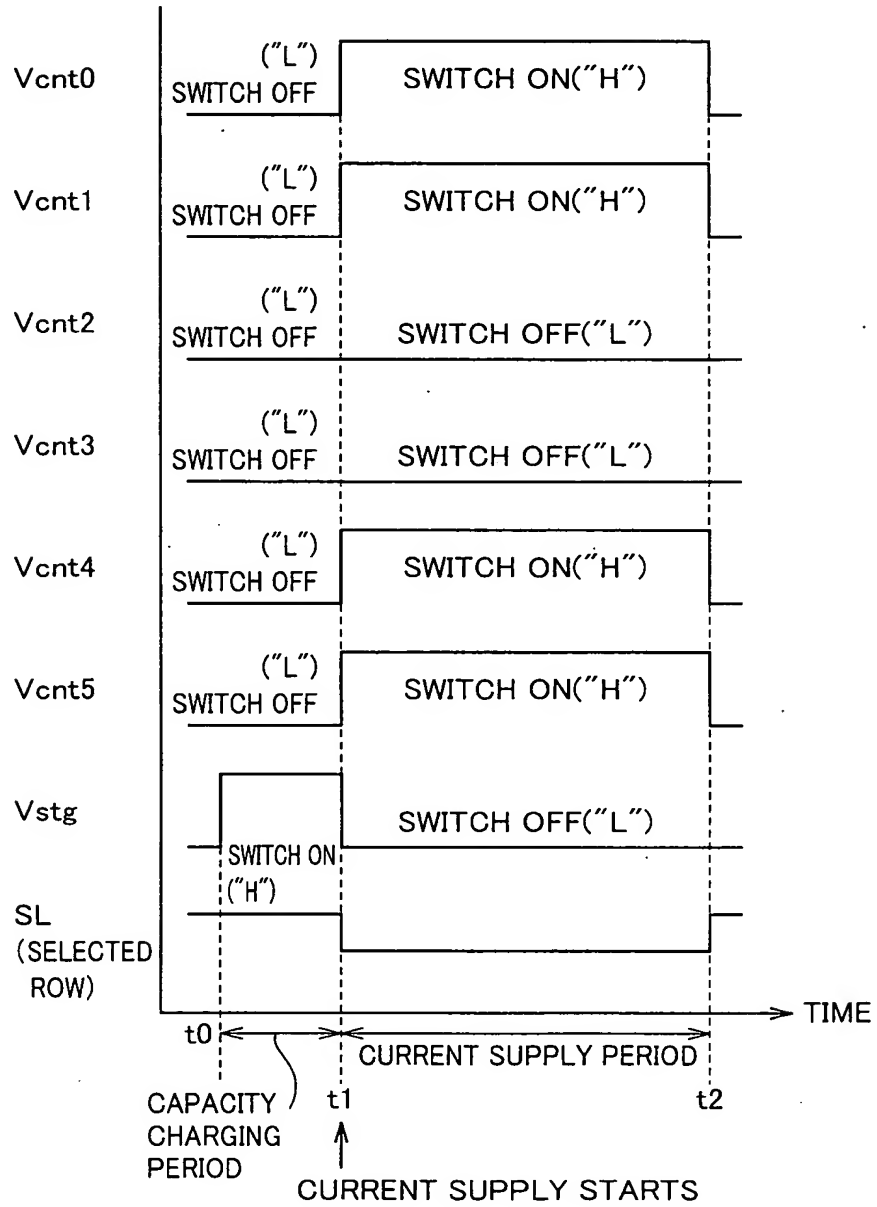 Vcnt0
("L")
SWITCH OFF
SWITCH ON("H")
Vcnt1
("L")
SWITCH OFF
SWITCH ON("H")
Vcnt2
("L")
SWITCH OFF
SWITCH OFF("L")
Vcnt3
("L")
SWITCH OFF
SWITCH OFF("L")
Vcnt4
("L")
SWITCH OFF
SWITCH ON("H")
Vcnt5
("L")
SWITCH OFF
SWITCH ON("H")
Vstg
SWITCH ON
("H")
SWITCH OFF("L")
SL
(SELECTED
ROW)
TIME
t0
CURRENT SUPPLY PERIOD
CAPACITY
CHARGING
PERIOD
t1
t2
CURRENT SUPPLY STARTS